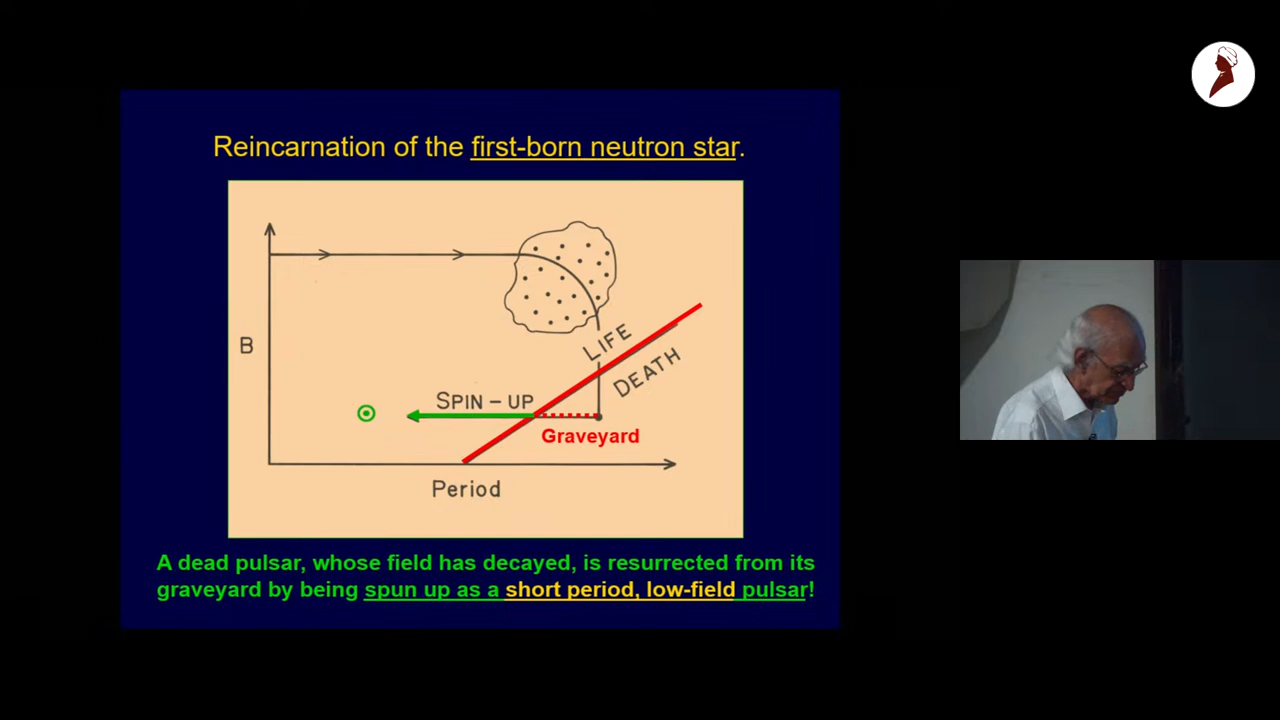 Reincarnation of the first-born neutron star.
B
LIFE
DEATH
SPIN – UP
Graveyard
Period
A dead pulsar, whose field has decayed, is resurrected from its
graveyard by being spun up as a short period, low-field pulsar!